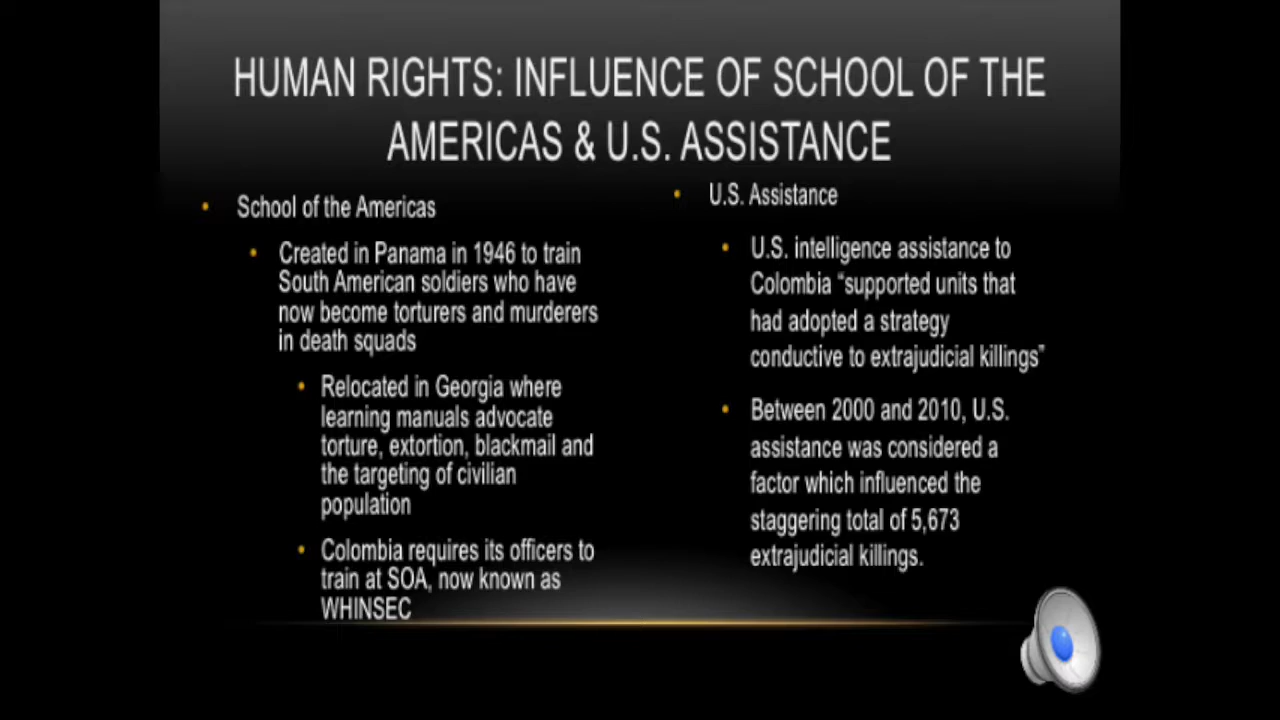 HUMAN RIGHTS: INFLUENCE OF SCHOOL OF THE
AMERICAS & U.S. ASSISTANCE
• School of the Americas
• Created in Panama in 1946 to train
South American soldiers who have
now become torturers and murderers
in death squads
• Relocated in Georgia where
learning manuals advocate
torture, extortion, blackmail and
the targeting of civilian
population
• Colombia requires its officers to
train at SOA, now known as
WHINSEC
• U.S. Assistance
• U.S. intelligence assistance to
Colombia “supported units that
had adopted a strategy
conductive to extrajudicial killings”
• Between 2000 and 2010, U.S.
assistance was considered a
factor which influenced the
staggering total of 5,673
extrajudicial killings.